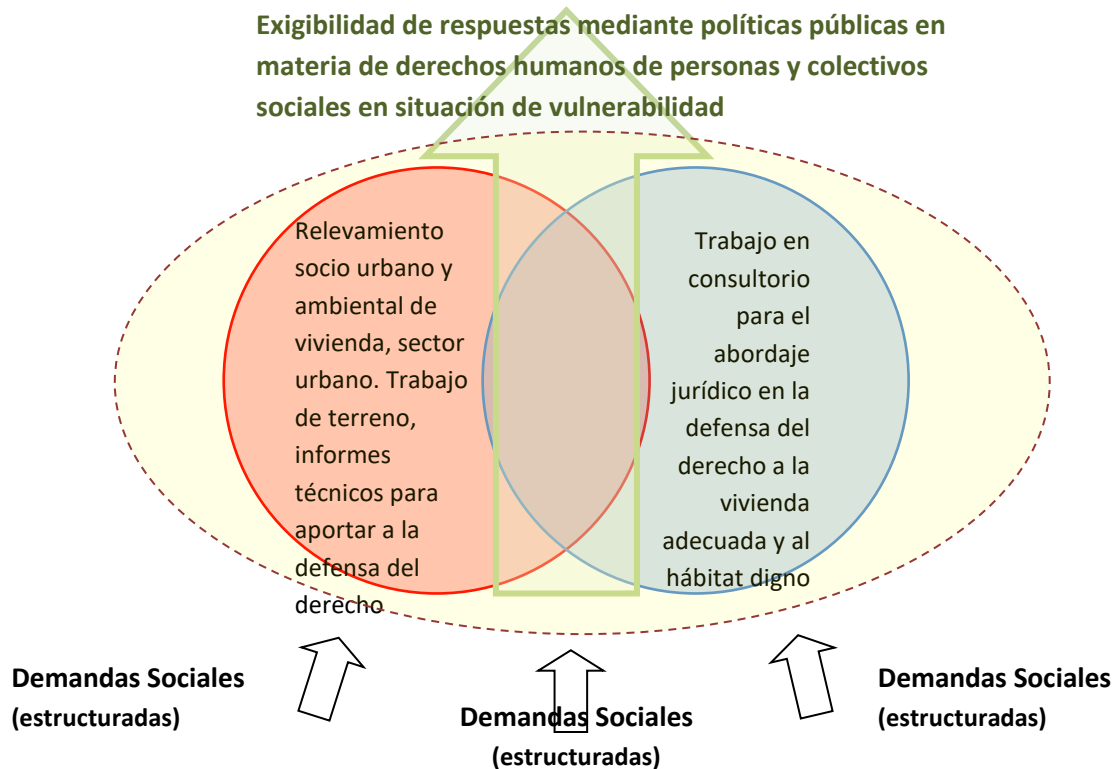 Exigibilidad de respuestas mediante políticas públicas en
materia de derechos humanos de personas y colectivos
sociales en situación de vulnerabilidad
Relevamiento
socio urbano y
ambiental de
vivienda, sector
urbano. Trabajo
de terreno,
informes
técnicos para
aportar a la
defensa del
derecho
Trabajo en
consultorio
para el
abordaje
jurídico en la
defensa del
derecho a la
vivienda
adecuada y al
hábitat digno
Demandas Sociales
(estructuradas)
Demandas Sociales
(estructuradas)
Demandas Sociales
(estructuradas)